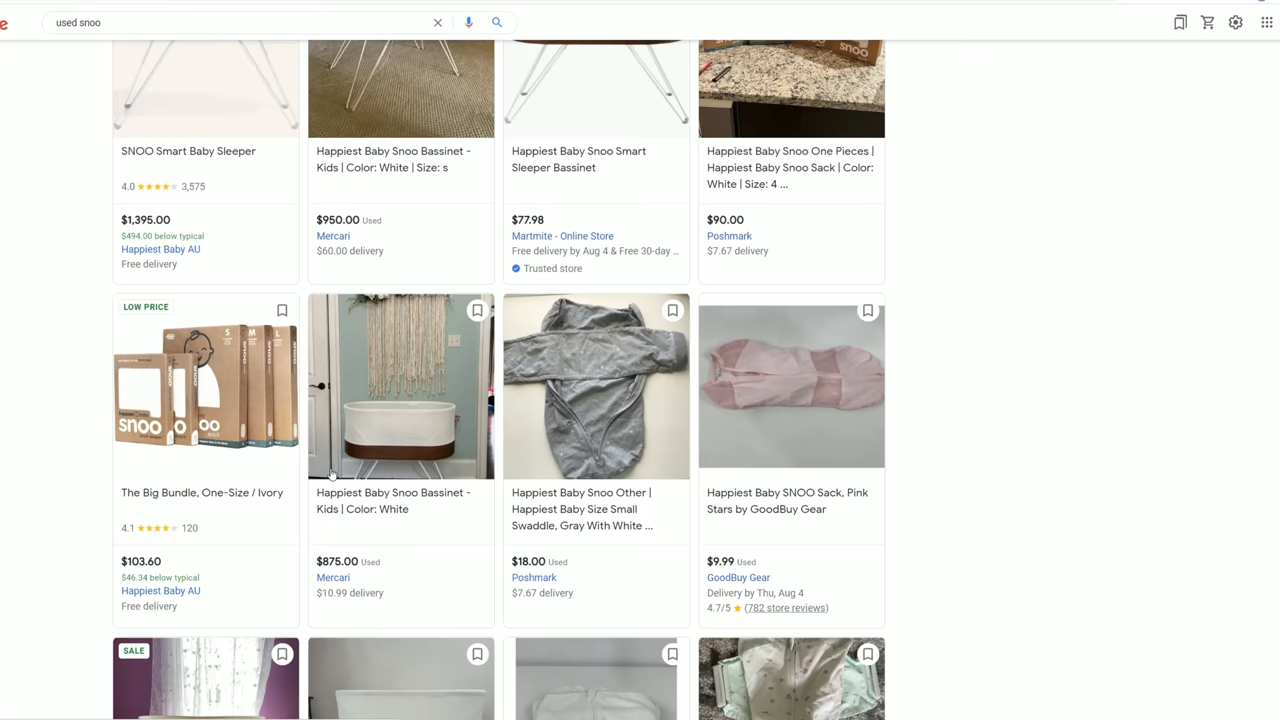 e
used snoo
snoo
SNOO Smart Baby Sleeper
4.0 ★★★★★ 3,575
$1,395.00
$494.00 below typical
Happiest Baby AU
Free delivery
Happiest Baby Snoo Bassinet -
Kids | Color: White | Size: s
$950.00 Used
Mercari
$60.00 delivery
Happiest Baby Snoo Smart
Sleeper Bassinet
$77.98
Martmite - Online Store
Free delivery by Aug 4 & Free 30-day ...
Trusted store
Happiest Baby Snoo One Pieces |
Happiest Baby Snoo Sack | Color:
White | Size: 4 ...
$90.00
Poshmark
$7.67 delivery
LOW PRICE
S
M
L
snoo
The Big Bundle, One-Size / Ivory
4.1 ★★★★★ 120
$103.60
$46.34 below typical
Happiest Baby AU
Free delivery
Happiest Baby Snoo Bassinet -
Kids | Color: White
$875.00 Used
Mercari
$10.99 delivery
Happiest Baby Snoo Other |
Happiest Baby Size Small
Swaddle, Gray With White ...
$18.00 Used
Poshmark
$7.67 delivery
Happiest Baby SNOO Sack, Pink
Stars by GoodBuy Gear
$9.99 Used
GoodBuy Gear
Delivery by Thu, Aug 4
4.7/5 ★ (782 store reviews)
SALE